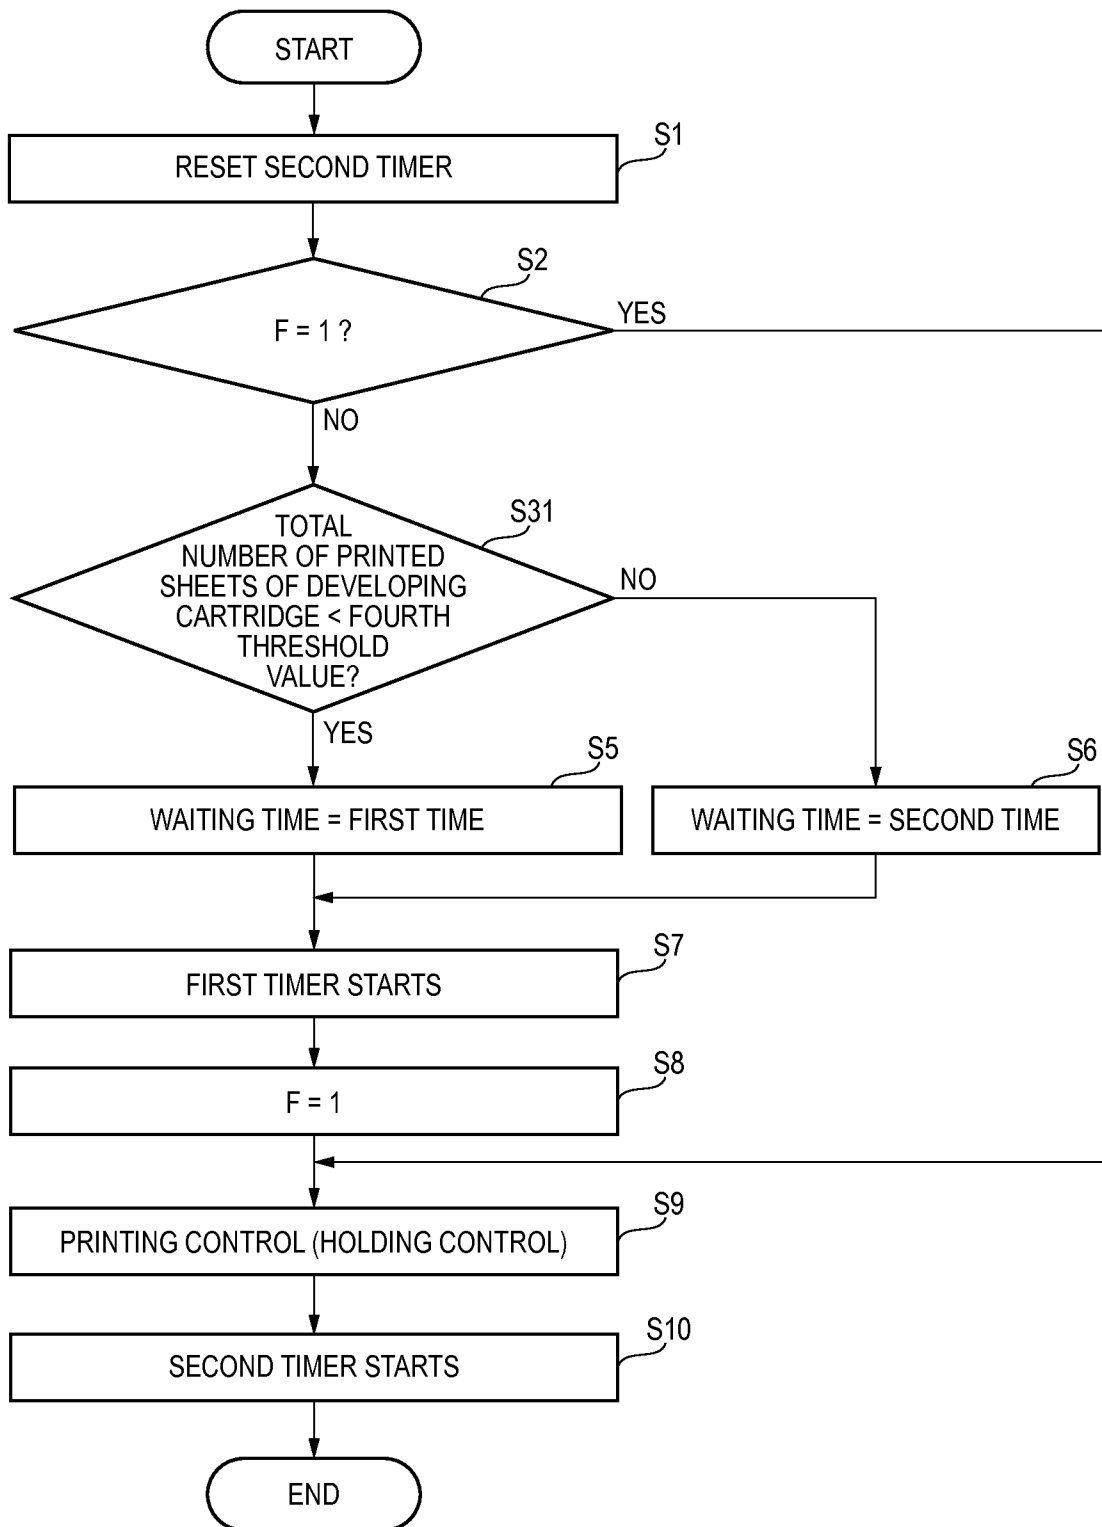 START
S1
RESET SECOND TIMER
S2
F = 1 ?
YES
NO
S31
TOTAL
NUMBER OF PRINTED
SHEETS OF DEVELOPING
CARTRIDGE < FOURTH
THRESHOLD
VALUE?
NO
YES
S5
WAITING TIME = FIRST TIME
S6
WAITING TIME = SECOND TIME
S7
FIRST TIMER STARTS
S8
F = 1
S9
PRINTING CONTROL (HOLDING CONTROL)
S10
SECOND TIMER STARTS
END